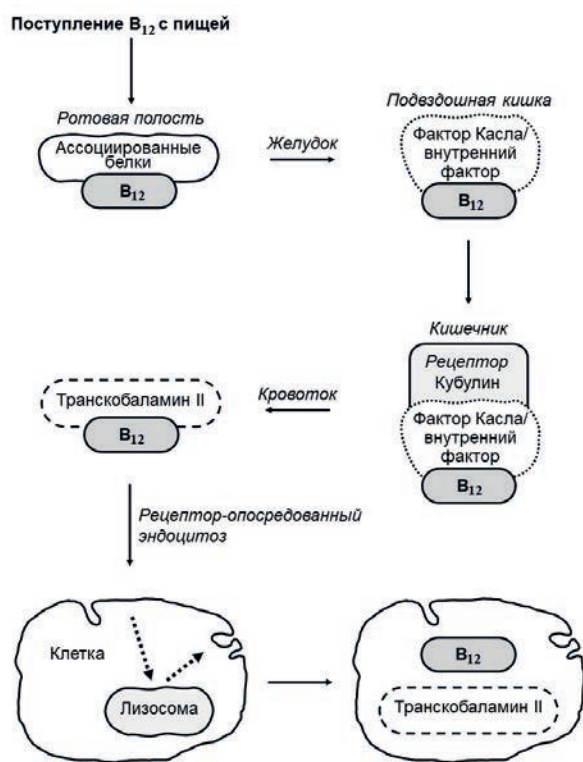 Поступление B₁₂ с пищей
Ротовая полость
Ассоциированные
белки
B₁₂
Желудок
Подвздошная кишка
Фактор Касла/
внутренний
фактор
B₁₂
Кишечник
Рецептор
Кубулин
Фактор Касла/
внутренний
фактор
B₁₂
Кровоток
Транскобаламин II
B₁₂
Рецептор-опосредованный
эндоцитоз
Клетка
Лизосома
B₁₂
Транскобаламин II